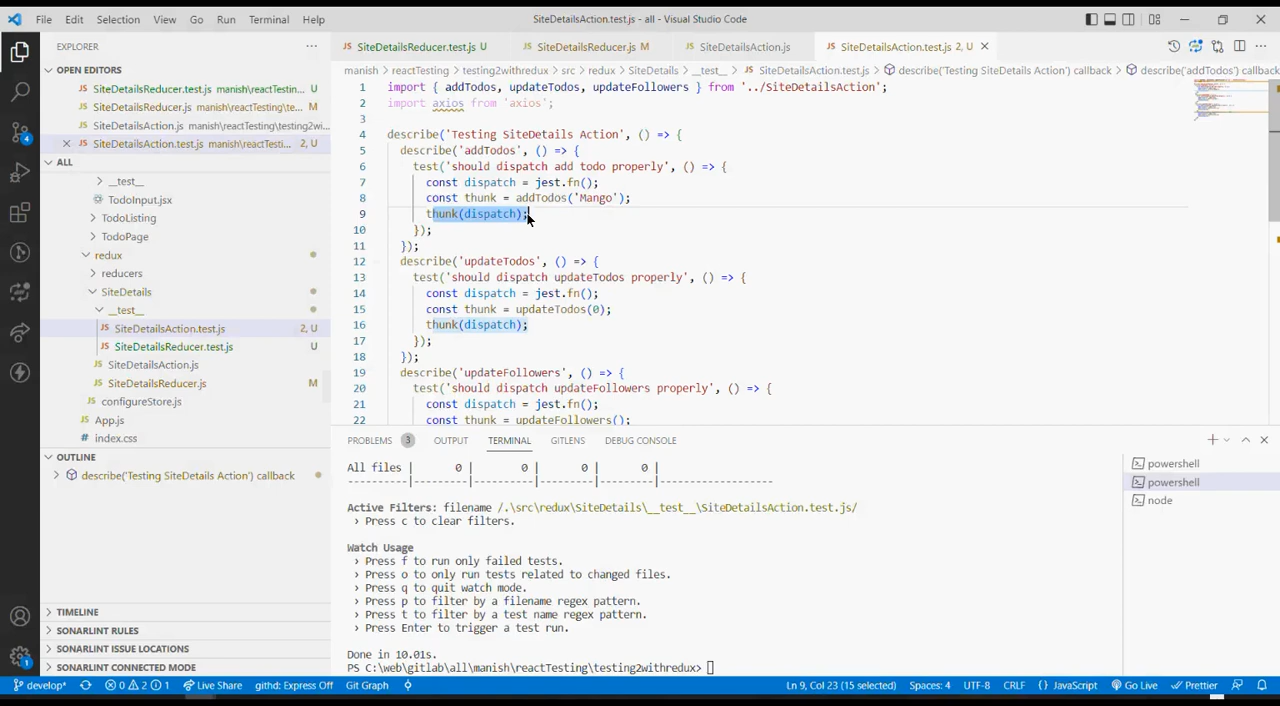 File Edit Selection View Go Run Terminal Help
SiteDetailsAction.test.js - all - Visual Studio Code
EXPLORER
OPEN EDITORS
SiteDetailsReducer.test.js manish\reactTestin...
SiteDetailsReducer.js manish\reactTesting\te...
SiteDetailsAction.js manish\reactTesting\testing2wi...
SiteDetailsAction.test.js manish\reactTesti...
ALL
__test__
TodoInput.jsx
TodoListing
TodoPage
redux
reducers
SiteDetails
__test__
SiteDetailsAction.test.js 2, U
SiteDetailsReducer.test.js U
SiteDetailsAction.js
SiteDetailsReducer.js M
configureStore.js
App.js
index.css
OUTLINE
describe('Testing SiteDetails Action') callback
TIMELINE
SONARLINT RULES
SONARLINT ISSUE LOCATIONS
SONARLINT CONNECTED MODE
SiteDetailsReducer.test.js U
SiteDetailsReducer.js M
SiteDetailsAction.js
SiteDetailsAction.test.js 2, U
manish > reactTesting > testing2withredux > src > redux > SiteDetails > __test__ > SiteDetailsAction.test.js > describe('Testing SiteDetails Action') callback > describe('addTodos') callback
1 import { addTodos, updateTodos, updateFollowers } from '../SiteDetailsAction';
2 import axios from 'axios';
3
4 describe('Testing SiteDetails Action', () => {
5 describe('addTodos', () => {
6 test('should dispatch add todo properly', () => {
7 const dispatch = jest.fn();
8 const thunk = addTodos('Mango');
9 thunk(dispatch);
10 });
11 });
12 describe('updateTodos', () => {
13 test('should dispatch updateTodos properly', () => {
14 const dispatch = jest.fn();
15 const thunk = updateTodos(0);
16 thunk(dispatch);
17 });
18 });
19 describe('updateFollowers', () => {
20 test('should dispatch updateFollowers properly', () => {
21 const dispatch = jest.fn();
22 const thunk = updateFollowers();
PROBLEMS 3 OUTPUT TERMINAL GITLENS DEBUG CONSOLE
All files | 0 | 0 | 0 | 0 |
----------|---------|----------|---------|---------|-------------------
Active Filters: filename /.\src\redux\SiteDetails\__test__\SiteDetailsAction.test.js/
› Press c to clear filters.
Watch Usage
› Press f to run only failed tests.
› Press o to only run tests related to changed files.
› Press q to quit watch mode.
› Press p to filter by a filename regex pattern.
› Press t to filter by a test name regex pattern.
› Press Enter to trigger a test run.
Done in 10.01s.
PS C:\web\gitlab\all\manish\reactTesting\testing2withredux>
powershell
powershell
node
4
1
develop* 0 2 1 Live Share githd: Express Off Git Graph
Ln 9, Col 23 (15 selected) Spaces: 4 UTF-8 CRLF { } JavaScript Go Live Prettier